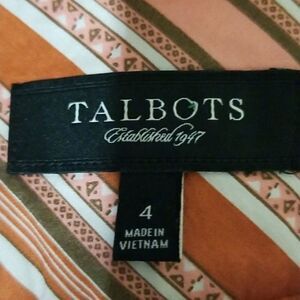 TALBOTS
Established 1947
4
MADE IN
VIETNAM